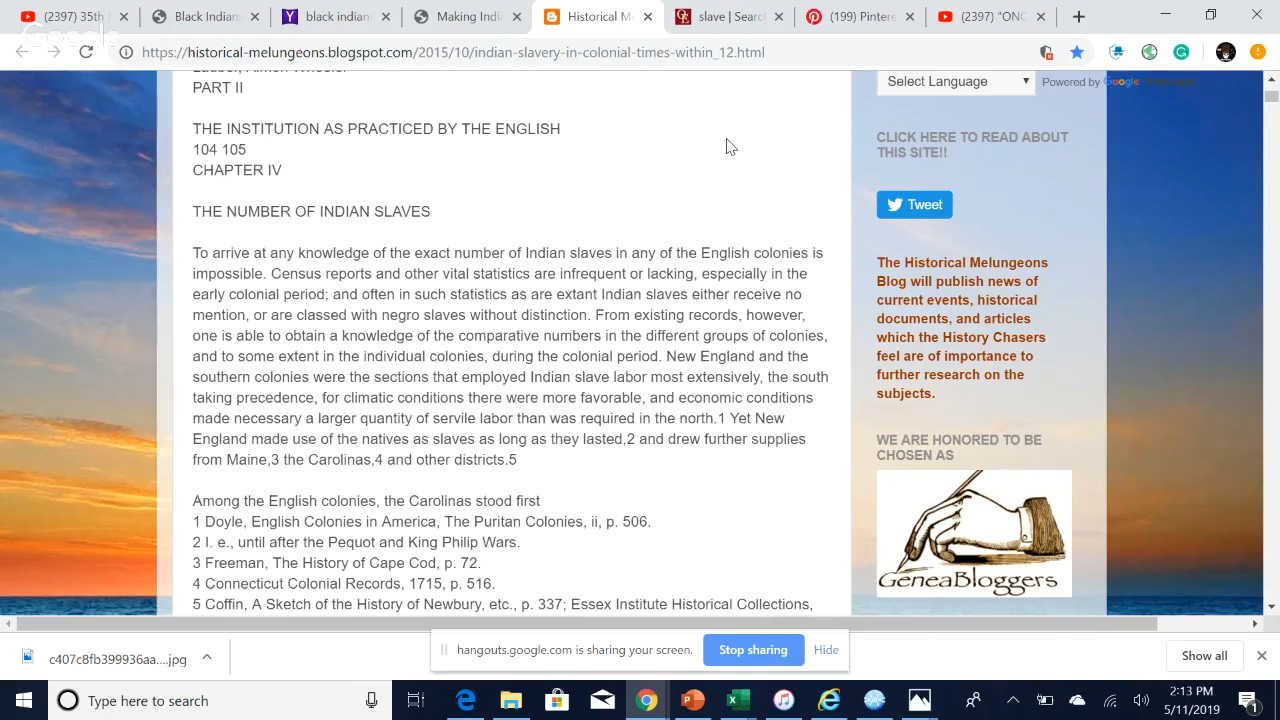 (2397) 35th
Black Indian
black indian
Making Indi
Historical M
slave | Searc
(199) Pintere
(2397) "ONC
Google
https://historical-melungeons.blogspot.com/2015/10/indian-slavery-in-colonial-times-within_12.html
Lauber, Almon Wheeler
PART II
THE INSTITUTION AS PRACTICED BY THE ENGLISH
104 105
CHAPTER IV
THE NUMBER OF INDIAN SLAVES
To arrive at any knowledge of the exact number of Indian slaves in any of the English colonies is
impossible. Census reports and other vital statistics are infrequent or lacking, especially in the
early colonial period; and often in such statistics as are extant Indian slaves either receive no
mention, or are classed with negro slaves without distinction. From existing records, however,
one is able to obtain a knowledge of the comparative numbers in the different groups of colonies,
and to some extent in the individual colonies, during the colonial period. New England and the
southern colonies were the sections that employed Indian slave labor most extensively, the south
taking precedence, for climatic conditions there were more favorable, and economic conditions
made necessary a larger quantity of servile labor than was required in the north.1 Yet New
England made use of the natives as slaves as long as they lasted,2 and drew further supplies
from Maine,3 the Carolinas,4 and other districts.5
Among the English colonies, the Carolinas stood first
1 Doyle, English Colonies in America, The Puritan Colonies, ii, p. 506.
2 I. e., until after the Pequot and King Philip Wars.
3 Freeman, The History of Cape Cod, p. 72.
4 Connecticut Colonial Records, 1715, p. 516.
5 Coffin, A Sketch of the History of Newbury, etc., p. 337; Essex Institute Historical Collections,
Select Language
Powered by Google
CLICK HERE TO READ ABOUT
THIS SITE!!
Tweet
The Historical Melungeons
Blog will publish news of
current events, historical
documents, and articles
which the History Chasers
feel are of importance to
further research on the
subjects.
WE ARE HONORED TO BE
CHOSEN AS
GENEABLOGGERS
c407c8fb399936aa....jpg
hangouts.google.com is sharing your screen.
Stop sharing
Hide
Show all
Type here to search
2:13 PM
5/11/2019
1